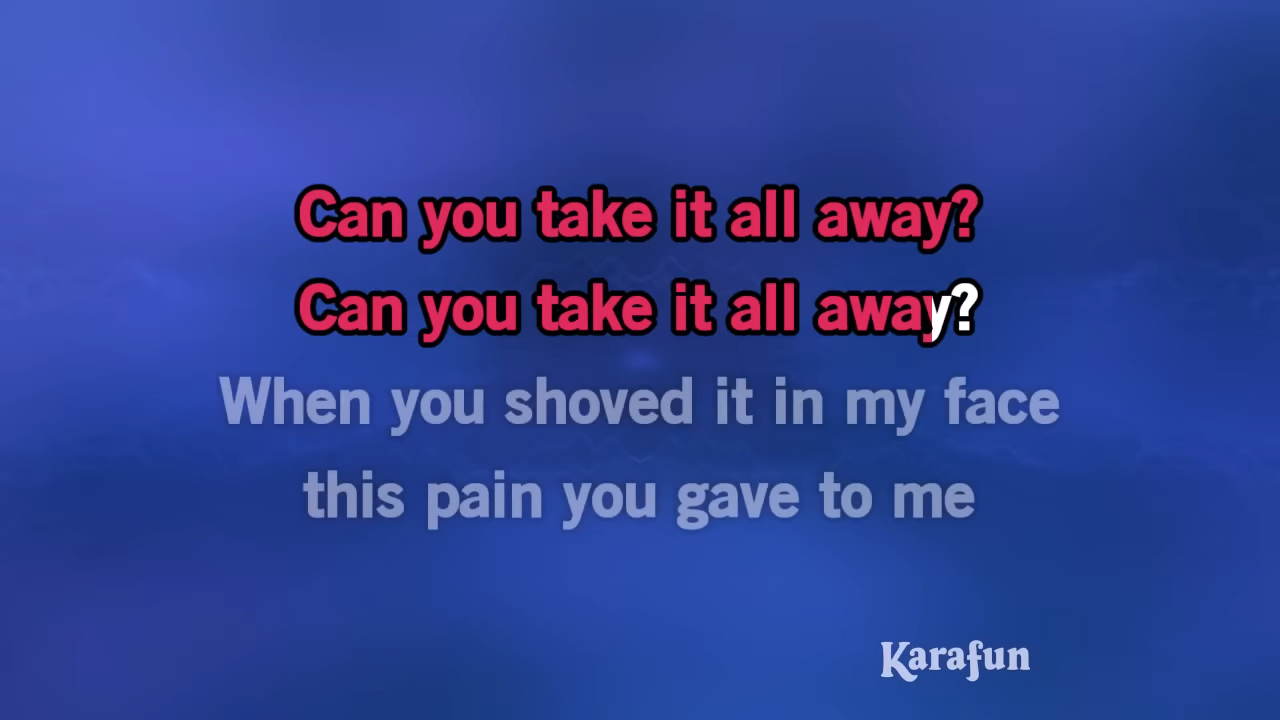 Can you take it all away?
Can you take it all away?
When you shoved it in my face
this pain you gave to me
Karafun